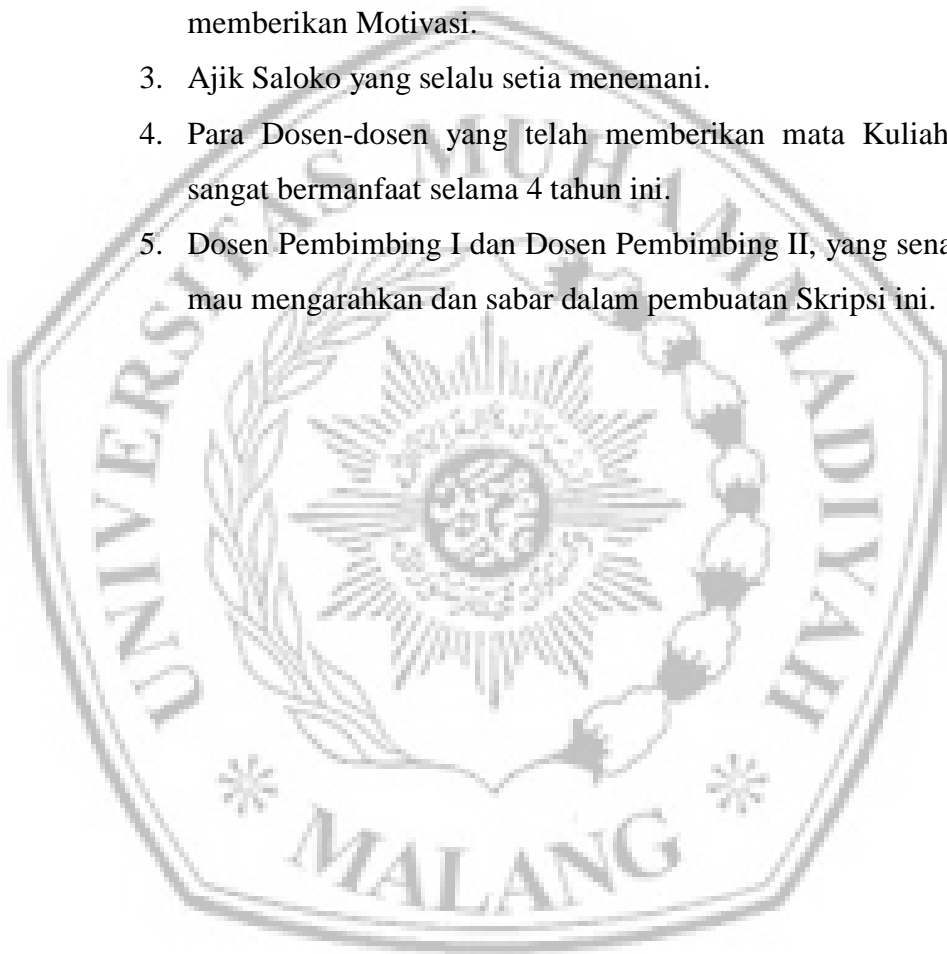 memberikan Motivasi.
3. Ajik Saloko yang selalu setia menemani.
4. Para Dosen-dosen yang telah memberikan mata Kuliah
sangat bermanfaat selama 4 tahun ini.
5. Dosen Pembimbing I dan Dosen Pembimbing II, yang
mau mengarahkan dan sabar dalam pembuatan Skripsi ini.
UNIVERSITAS MUHAMMADIYAH
MALANG